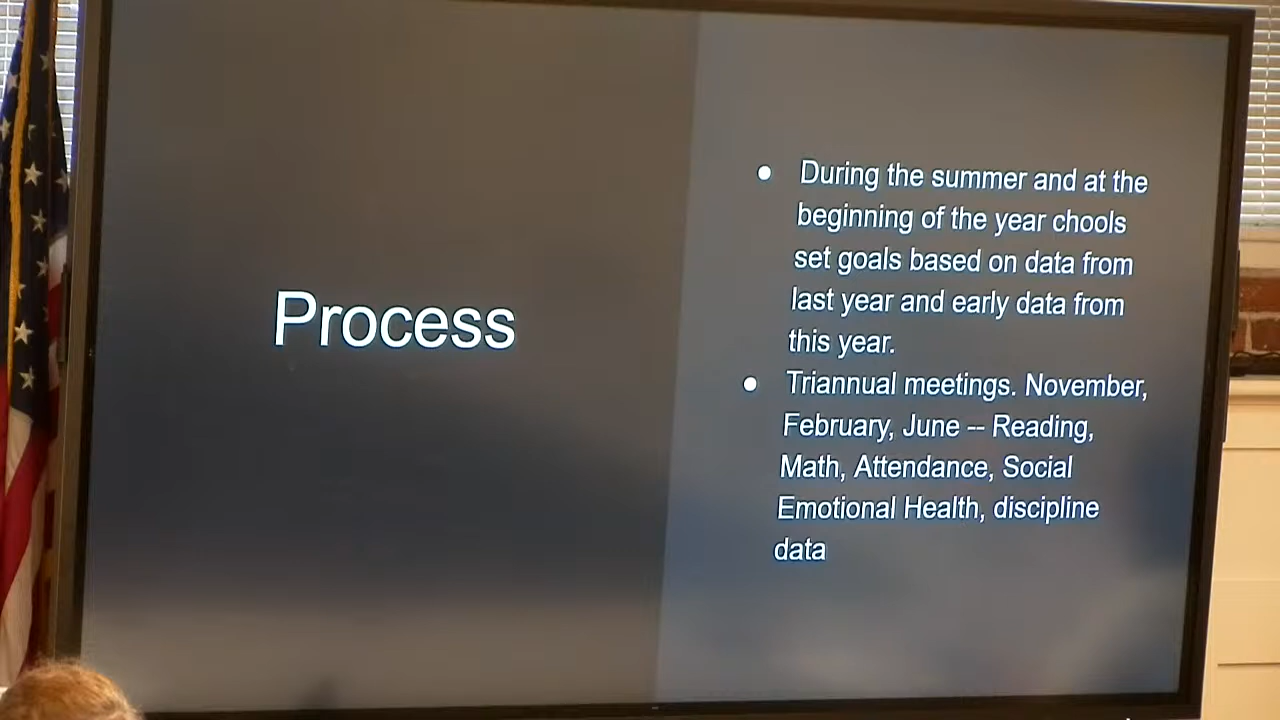 Process
During the summer and at the
beginning of the year chools
set goals based on data from
last year and early data from
this year.
Triannual meetings. November,
February, June -- Reading,
Math, Attendance, Social
Emotional Health, discipline
data